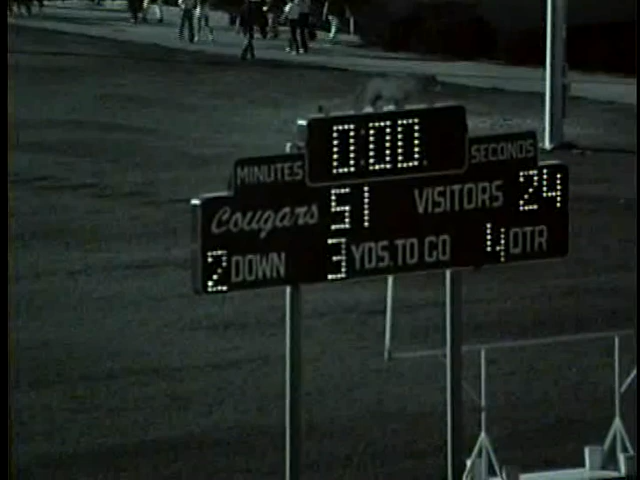 MINUTES 0:00 SECONDS
Cougars 51 VISITORS 24
2 DOWN 3 YDS. TO GO 4 QTR